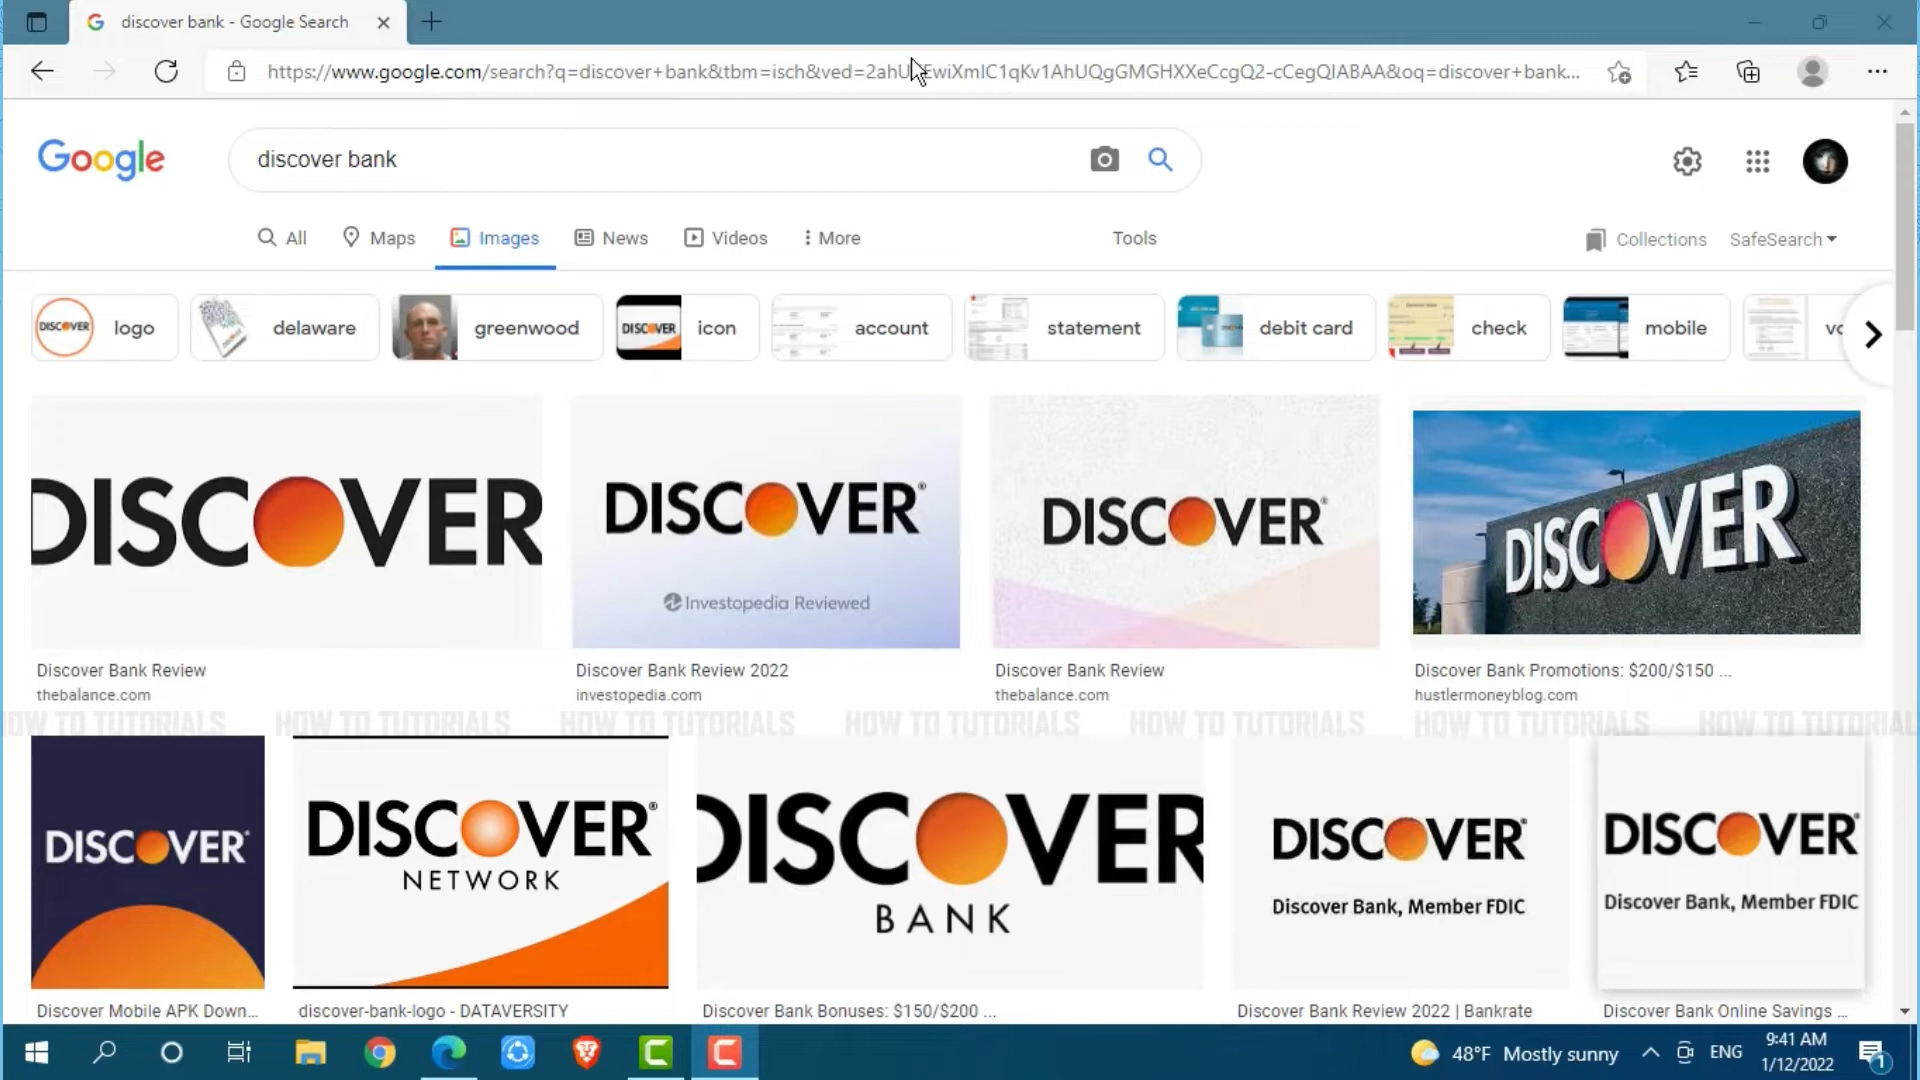 discover bank - Google Search
https://www.google.com/search?q=discover+bank&tbm=isch&ved=2ahU EwiXmIC1qKv1AhUQgGMGHXXeCcgQ2-cCegQIABAA&oq=discover+bank...
Google
discover bank
All Maps Images News Videos More Tools Collections SafeSearch
DISCOVER logo delaware greenwood DISCOVER icon account statement debit card check mobile
DISCOVER
DISCOVER®
Investopedia Reviewed
DISCOVER®
DISCOVER
Discover Bank Review
thebalance.com
Discover Bank Review 2022
investopedia.com
Discover Bank Review
thebalance.com
Discover Bank Promotions: $200/$150 ...
hustlermoneyblog.com
OW TO TUTORIALS HOW TO TUTORIALS HOW TO TUTORIALS HOW TO TUTORIALS HOW TO TUTORIALS HOW TO TUTORIALS HOW TO TUTORIAL
DISCOVER®
DISCOVER®
NETWORK
DISCOVER
BANK
DISCOVER®
Discover Bank, Member FDIC
DISCOVER®
Discover Bank, Member FDIC
Discover Mobile APK Down...
discover-bank-logo - DATAVERSITY
Discover Bank Bonuses: $150/$200 ...
Discover Bank Review 2022 | Bankrate
Discover Bank Online Savings ...
48°F Mostly sunny ENG
9:41 AM
1/12/2022
1